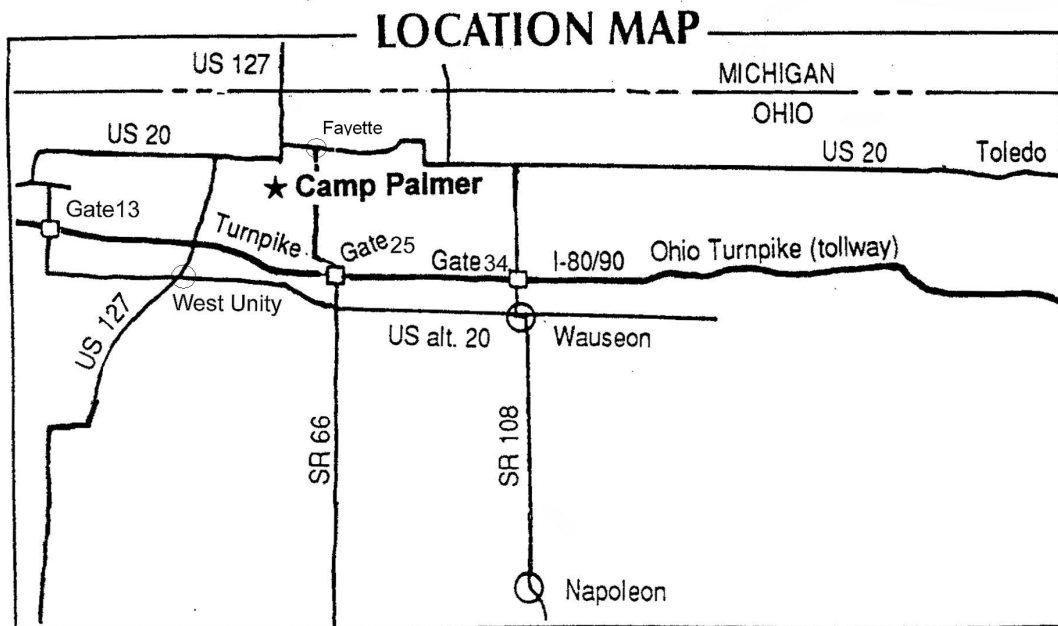 LOCATION MAP
US 127
MICHIGAN
OHIO
Fayette
US 20
US 20
Toledo
Camp Palmer
Gate13
Turnpike
Gate25
Gate34
I-80/90
Ohio Turnpike (tollway)
West Unity
US 127
US alt. 20
Wauseon
SR 66
SR 108
Napoleon